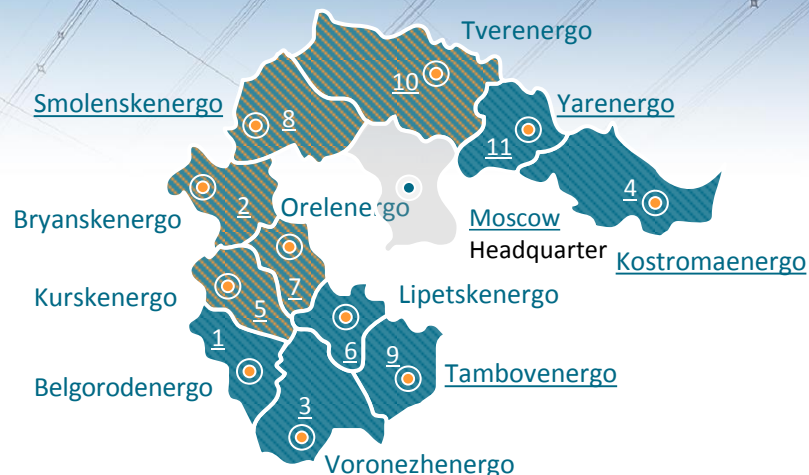 Tverenergo
10
Smolenskenergo
8
Yarenergo
11
4
2
Bryanskenergo
Orelenergo
Moscow
Headquarter
Kostromaenergo
Kurskenergo
5
7
Lipetskenergo
1
6
9
Belgorodenergo
Tambovenergo
3
Voronezhenergo